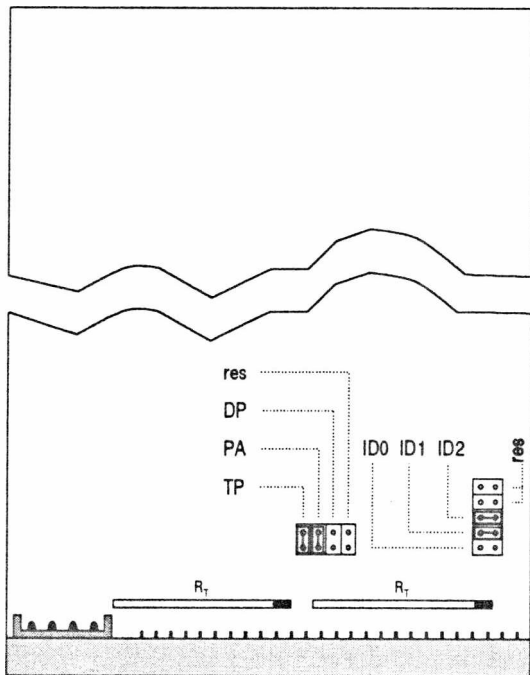 res
DP
PA
TP
ID0 ID1 ID2
res
R_T
R_T